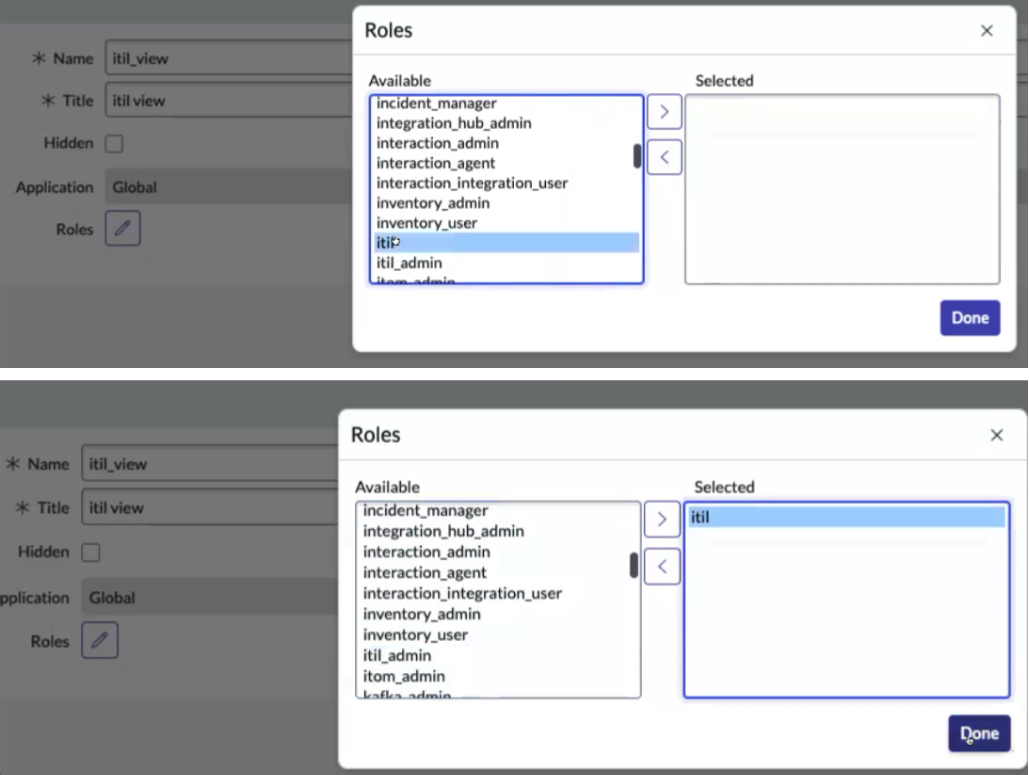 Roles
Available
Selected
* Name
itil_view
* Title
itil view
Hidden
Application
Global
Roles
incident_manager
integration_hub_admin
interaction_admin
interaction_agent
interaction_integration_user
inventory_admin
inventory_user
itil
itil_admin
itom_admin
>
<
Done
Roles
Available
Selected
* Name
itil_view
* Title
itil view
Hidden
pplication
Global
Roles
incident_manager
integration_hub_admin
interaction_admin
interaction_agent
interaction_integration_user
inventory_admin
inventory_user
itil_admin
itom_admin
kafka_admin
>
<
itil
Done